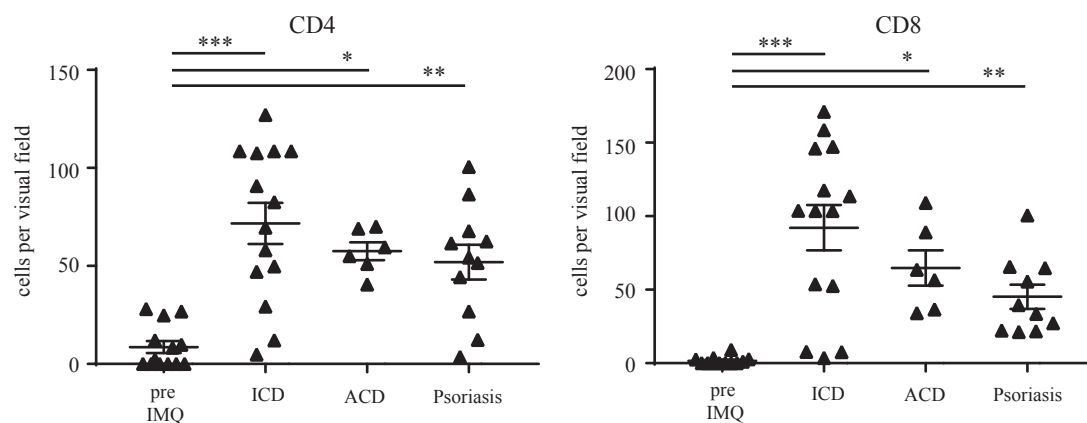 CD4
***
*
**
150
100
50
0
cells per visual field
pre
IMQ
ICD
ACD
Psoriasis
CD8
***
*
**
200
150
100
50
0
cells per visual field
pre
IMQ
ICD
ACD
Psoriasis